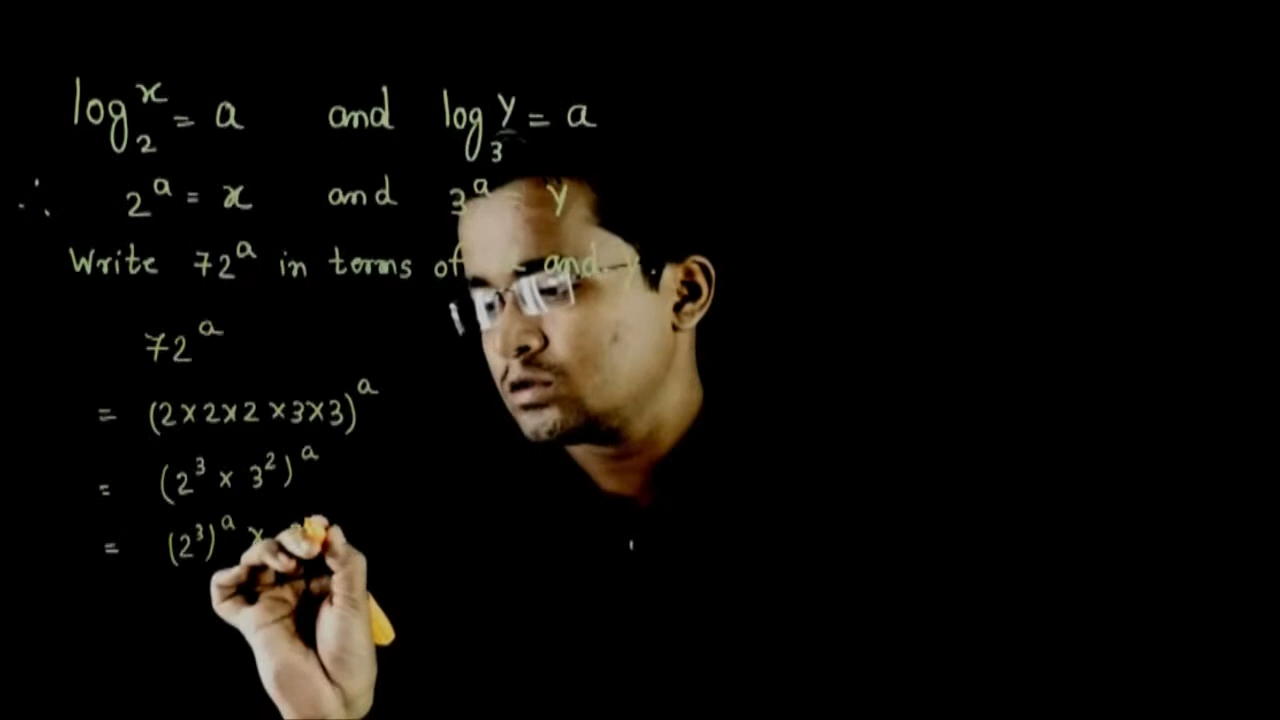 log₂ x = a and log₃ y = a
∴ 2ᵃ = x and 3ᵃ = y
Write 72ᵃ in terms of x and y.
72ᵃ
= (2×2×2×3×3)ᵃ
= (2³ × 3²)ᵃ
= (2³)ᵃ ×